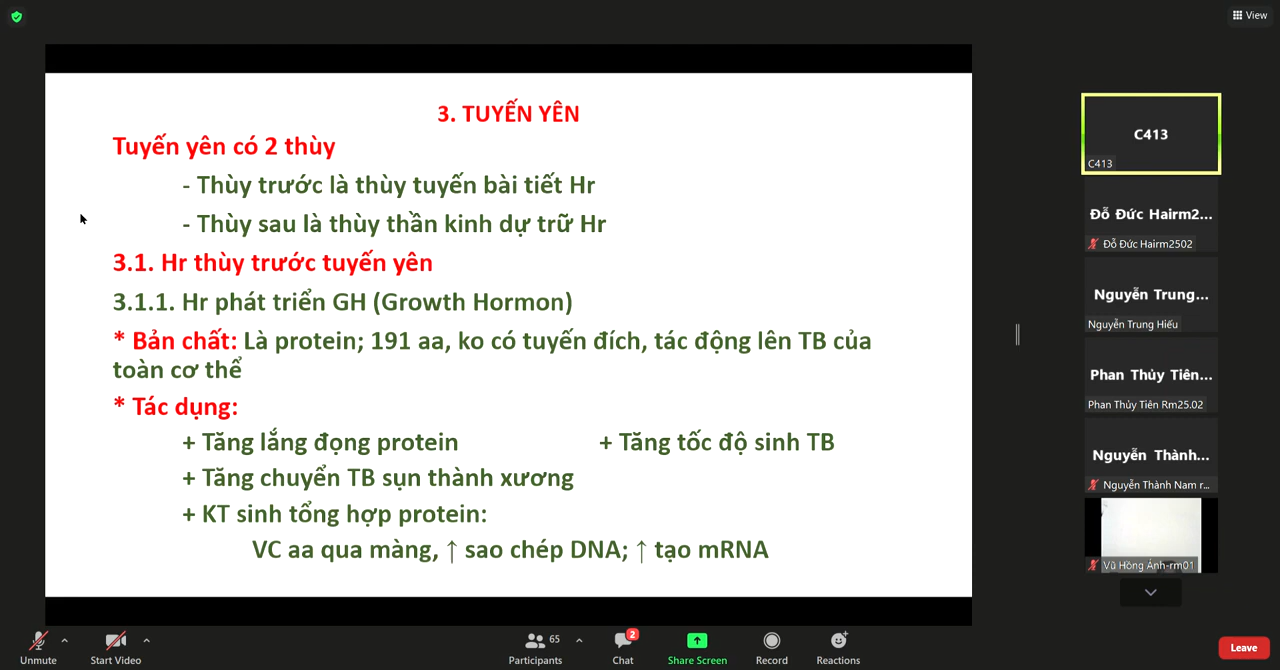 View
3. TUYẾN YÊN
Tuyến yên có 2 thùy
- Thùy trước là thùy tuyến bài tiết Hr
- Thùy sau là thùy thần kinh dự trữ Hr
3.1. Hr thùy trước tuyến yên
3.1.1. Hr phát triển GH (Growth Hormon)
* Bản chất: Là protein; 191 aa, ko có tuyến đích, tác động lên TB của
toàn cơ thể
* Tác dụng:
+ Tăng lắng đọng protein + Tăng tốc độ sinh TB
+ Tăng chuyển TB sụn thành xương
+ KT sinh tổng hợp protein:
VC aa qua màng, ↑ sao chép DNA; ↑ tạo mRNA
C413
C413
Đỗ Đức Hairm2...
Đỗ Đức Hairm2502
Nguyễn Trung...
Nguyễn Trung Hiếu
Phan Thủy Tiên...
Phan Thủy Tiên Rm25.02
Nguyễn Thành...
Nguyễn Thành Nam r...
Vũ Hồng Ánh-rm01
Unmute
Start Video
65
Participants
2
Chat
Share Screen
Record
Reactions
Leave